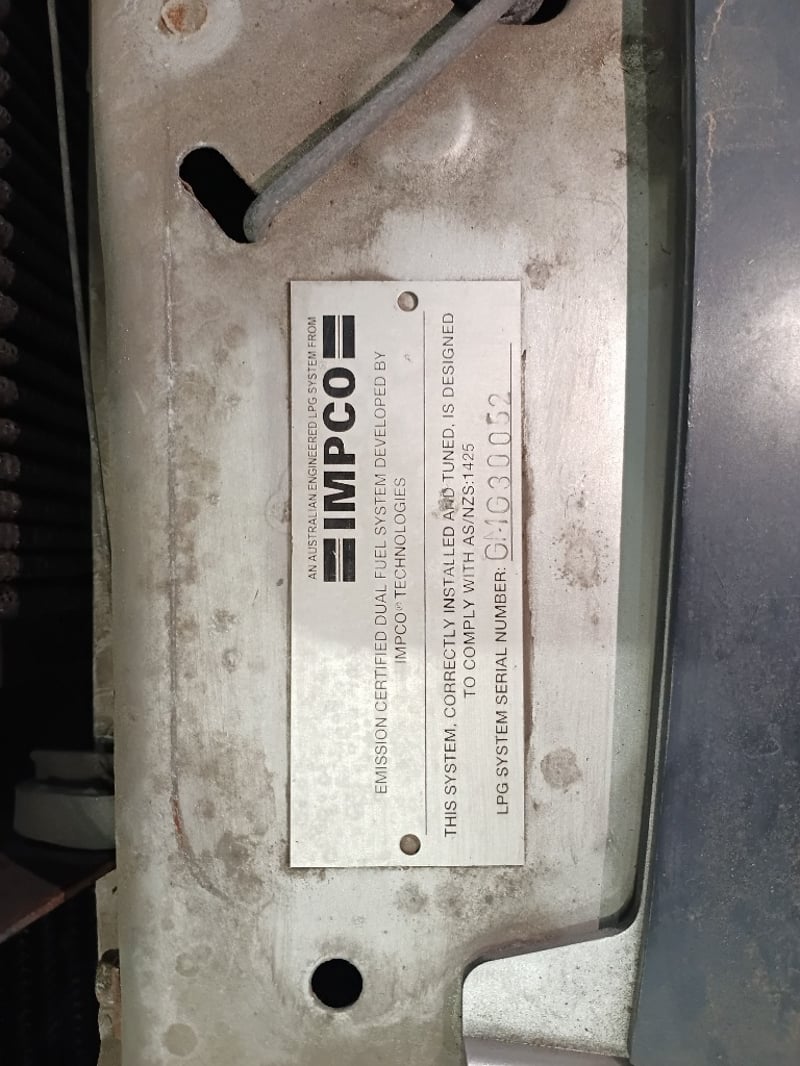 AN AUSTRALIAN ENGINEERED LPG SYSTEM FROM
IMPCO
EMISSION CERTIFIED DUAL FUEL SYSTEM DEVELOPED BY
IMPCO® TECHNOLOGIES
THIS SYSTEM, CORRECTLY INSTALLED AND TUNED, IS DESIGNED
TO COMPLY WITH AS/NZS:1425
LPG SYSTEM SERIAL NUMBER: GMG30052